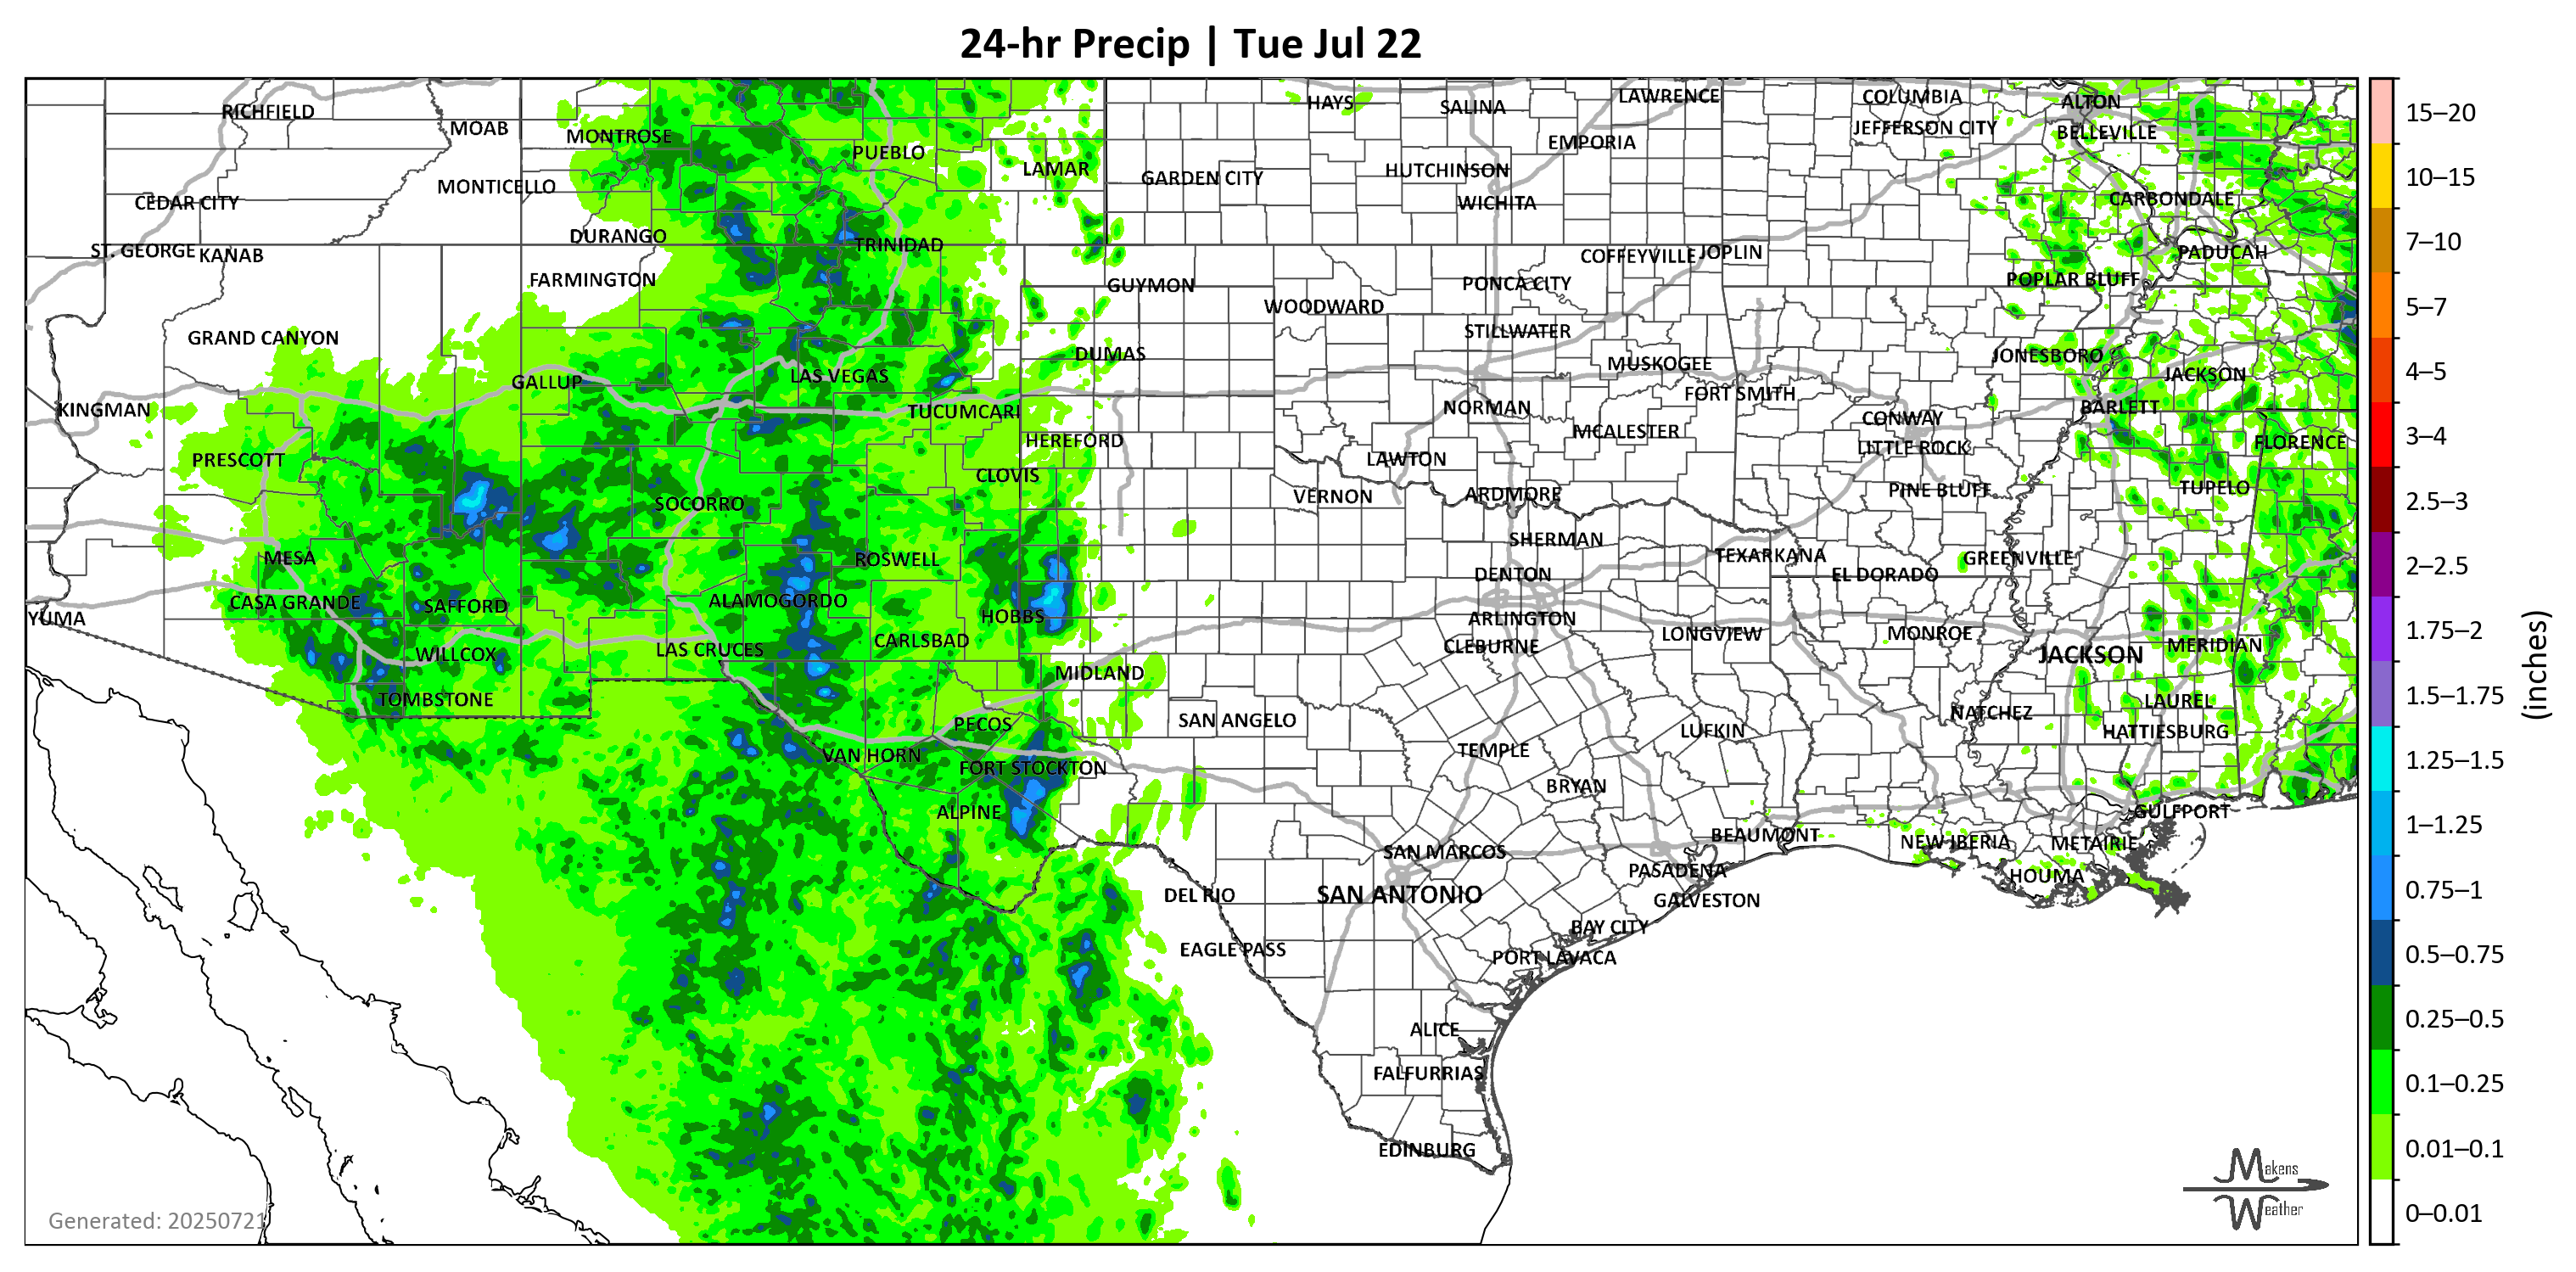 24-hr Precip | Tue Jul 22
RICHFIELD
MOAB
MONTROSE
PUEBLO
LAMAR
HAYS
SALINA
LAWRENCE
COLUMBIA
ALTON
JEFFERSON CITY
BELLEVILLE
EMPORIA
HUTCHINSON
GARDEN CITY
MONTICELLO
CEDAR CITY
WICHITA
CARBONDALE
DURANGO
TRINIDAD
ST. GEORGE
KANAB
COFFEYVILLE
JOPLIN
PADUCAH
FARMINGTON
GUYMON
PONCA CITY
POPLAR BLUFF
WOODWARD
GRAND CANYON
STILLWATER
DUMAS
MUSKOGEE
JONESBORO
GALLUP
LAS VEGAS
JACKSON
FORT SMITH
KINGMAN
TUCUMCARI
NORMAN
BARLETT
CONWAY
HEREFORD
MCALESTER
LITTLE ROCK
FLORENCE
PRESCOTT
LAWTON
CLOVIS
SOCORRO
VERNON
ARDMORE
PINE BLUFF
TUPELO
SHERMAN
MESA
ROSWELL
TEXARKANA
GREENVILLE
DENTON
EL DORADO
CASA GRANDE
SAFFORD
ALAMOGORDO
HOBBS
YUMA
ARLINGTON
CARLSBAD
LONGVIEW
MONROE
WILLCOX
LAS CRUCES
CLEBURNE
JACKSON
MERIDIAN
MIDLAND
TOMBSTONE
LAUREL
PECOS
SAN ANGELO
NATCHEZ
LUFKIN
HATTIESBURG
VAN HORN
TEMPLE
FORT STOCKTON
BRYAN
ALPINE
GULFPORT
BEAUMONT
NEW IBERIA
METAIRIE
SAN MARCOS
PASADENA
HOUMA
DEL RIO
SAN ANTONIO
GALVESTON
BAY CITY
EAGLE PASS
PORT LAVACA
ALICE
FALFURRIAS
EDINBURG
Generated: 20250721
Makens
Weather
15–20
10–15
7–10
5–7
4–5
3–4
2.5–3
2–2.5
1.75–2
1.5–1.75
1.25–1.5
1–1.25
0.75–1
0.5–0.75
0.25–0.5
0.1–0.25
0.01–0.1
0–0.01
(inches)